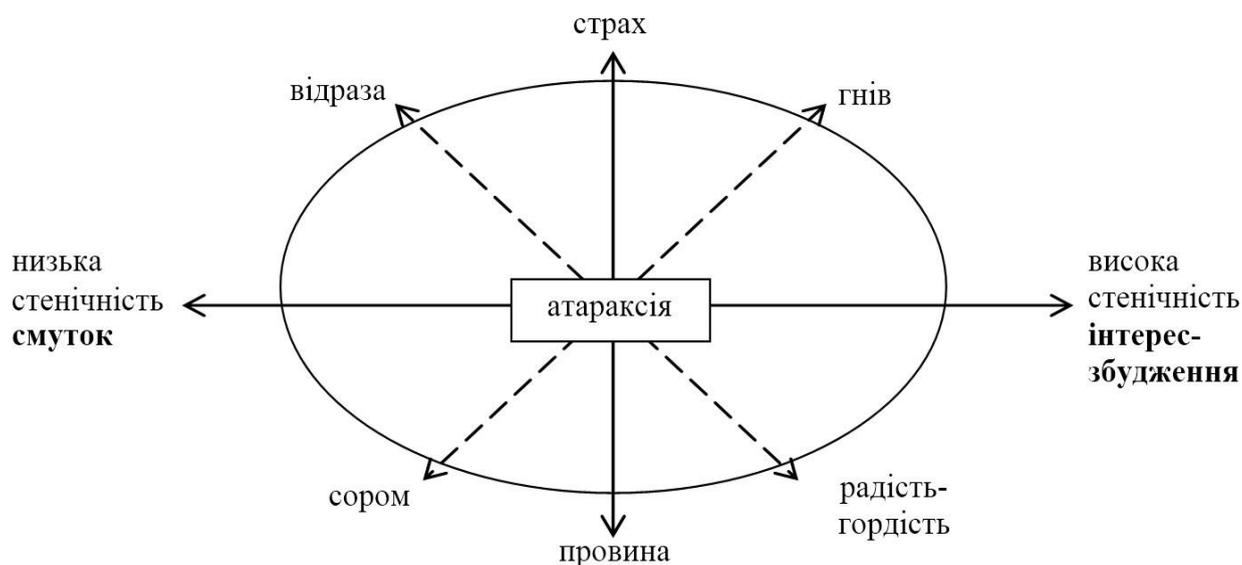 страх
відраза
гнів
низька
стенічність
смуток
атараксія
висока
стенічність
інтерес-
збудження
сором
радість-
гордість
провина